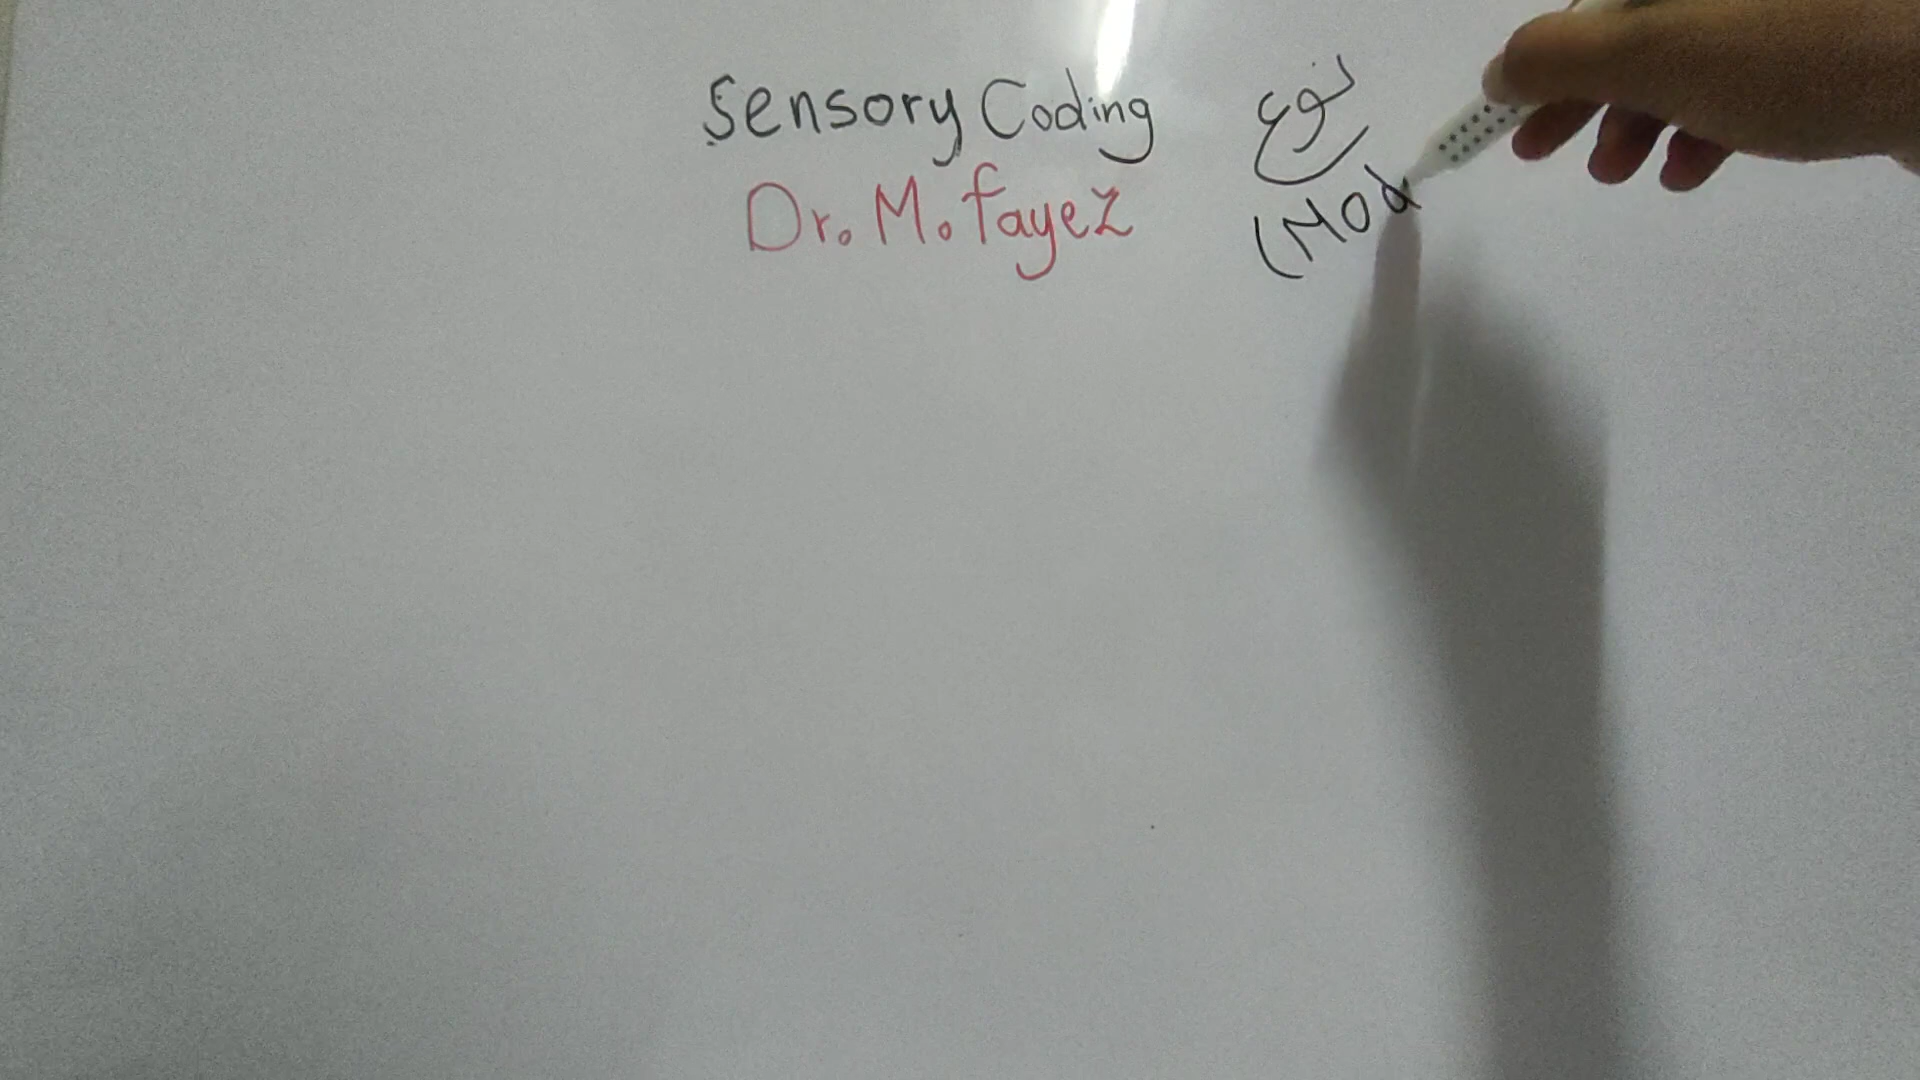 Sensory Coding
Dr. M. fayez
نوع
(Mod